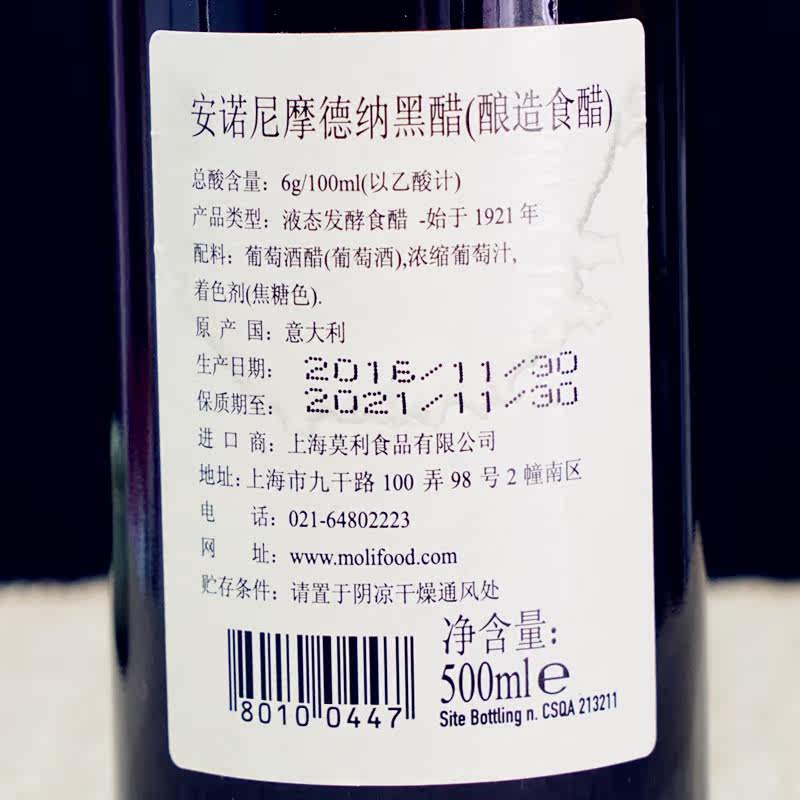 安诺尼摩德纳黑醋(酿造食醋)
总酸含量：6g/100ml(以乙酸计)
产品类型：液态发酵食醋 -始于 1921 年
配料：葡萄酒醋(葡萄酒),浓缩葡萄汁,
着色剂(焦糖色).
原 产 国：意大利
生产日期：2016/11/30
保质期至：2021/11/30
进 口 商：上海莫利食品有限公司
地址：上海市九干路 100 弄 98 号 2 幢南区
电 话：021-64802223
网 址：www.molifood.com
贮存条件：请置于阴凉干燥通风处
净含量：
500ml℮
Site Bottling n. CSQA 213211
8010 0447